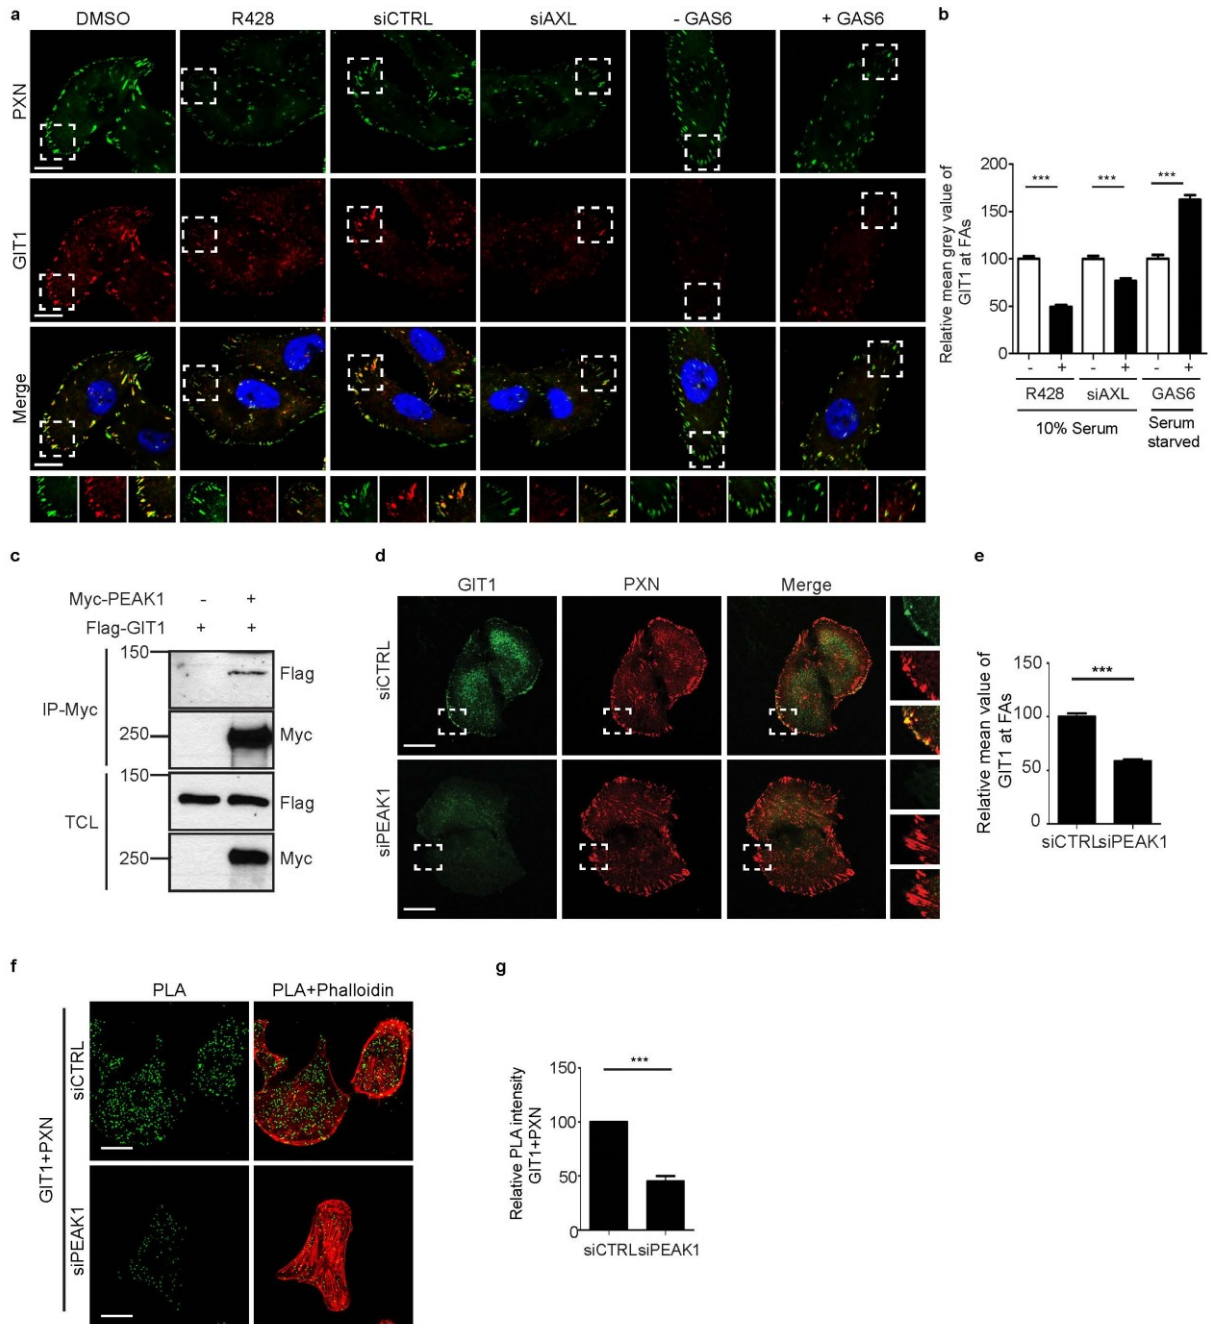 a
DMSO R428 siCTRL siAXL - GAS6 + GAS6
PXN
GIT1
Merge
b
Relative mean grey value of
GIT1 at FAs
200
150
100
50
0
*** *** ***
- + - + - +
R428 siAXL GAS6
10% Serum Serum
starved
c
Myc-PEAK1 - +
Flag-GIT1 + +
IP-Myc
150 Flag
250 Myc
TCL
150 Flag
250 Myc
d
GIT1 PXN Merge
siCTRL
siPEAK1
e
Relative mean value of
GIT1 at FAs
150
100
50
0
***
siCTRL siPEAK1
f
PLA PLA+Phalloidin
GIT1+PXN
siCTRL
siPEAK1
g
Relative PLA intensity
GIT1+PXN
150
100
50
0
***
siCTRL siPEAK1